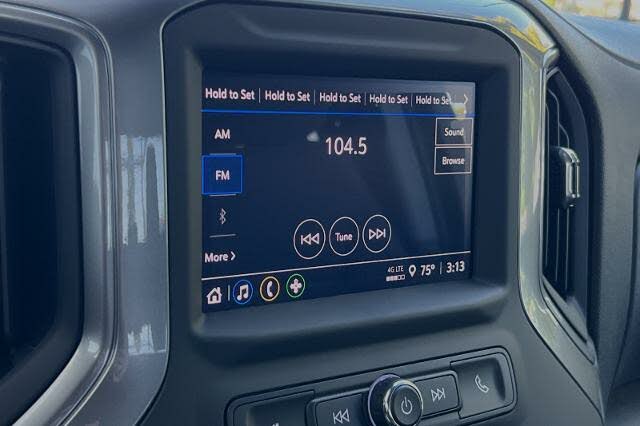 Hold to Set Hold to Set Hold to Set Hold to Set Hold to Set
AM
104.5
Sound
FM
Browse
Tune
More
4G LTE 75° 3:13